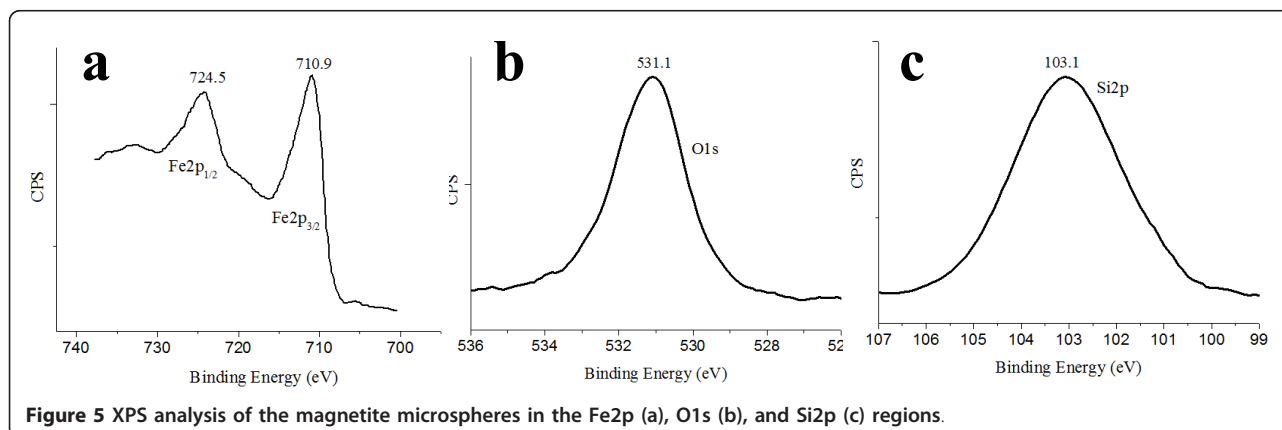 a
724.5
710.9
Fe2p1/2
Fe2p3/2
CPS
740 730 720 710 700
Binding Energy (eV)
b
531.1
O1s
CPS
536 534 532 530 528 52
Binding Energy (eV)
c
103.1
Si2p
CPS
107 106 105 104 103 102 101 100 99
Binding Energy (eV)
Figure 5 XPS analysis of the magnetite microspheres in the Fe2p (a), O1s (b), and Si2p (c) regions.